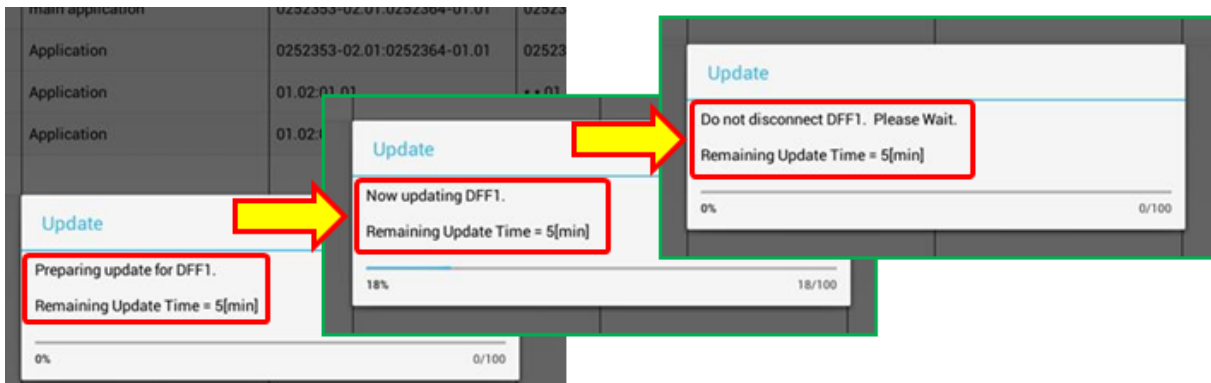 main application 0252353-02.01:0252364-01.01 02523
Application 0252353-02.01:0252364-01.01 02523
Application 01.02:01.01
Application 01.02:
Update
Preparing update for DFF1.
Remaining Update Time = 5[min]
0% 0/100
Update
Now updating DFF1.
Remaining Update Time = 5[min]
18% 18/100
Update
Do not disconnect DFF1. Please Wait.
Remaining Update Time = 5[min]
0% 0/100